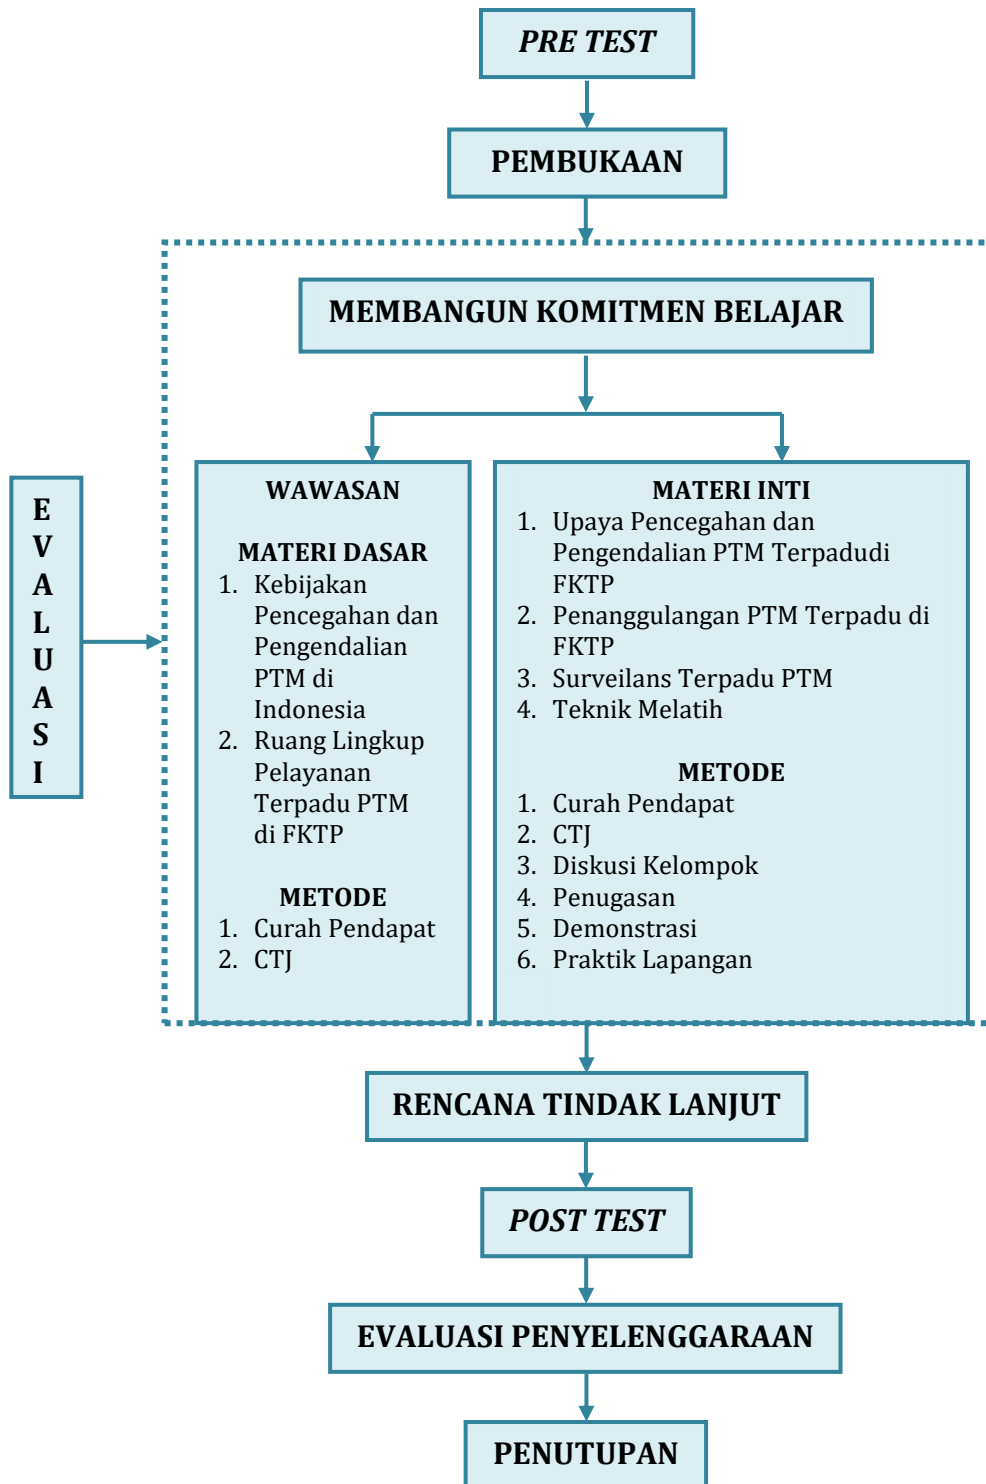 PRE TEST
PEMBUKAAN
MEMBANGUN KOMITMEN BELAJAR
E
V
A
L
U
A
S
I
WAWASAN
MATERI DASAR
1. Kebijakan
Pencegahan dan
Pengendalian
PTM di
Indonesia
2. Ruang Lingkup
Pelayanan
Terpadu PTM
di FKTP
METODE
1. Curah Pendapat
2. CTJ
MATERI INTI
1. Upaya Pencegahan dan
Pengendalian PTM Terpadudi
FKTP
2. Penanggulangan PTM Terpadu di
FKTP
3. Surveilans Terpadu PTM
4. Teknik Melatih
METODE
1. Curah Pendapat
2. CTJ
3. Diskusi Kelompok
4. Penugasan
5. Demonstrasi
6. Praktik Lapangan
RENCANA TINDAK LANJUT
POST TEST
EVALUASI PENYELENGGARAAN
PENUTUPAN